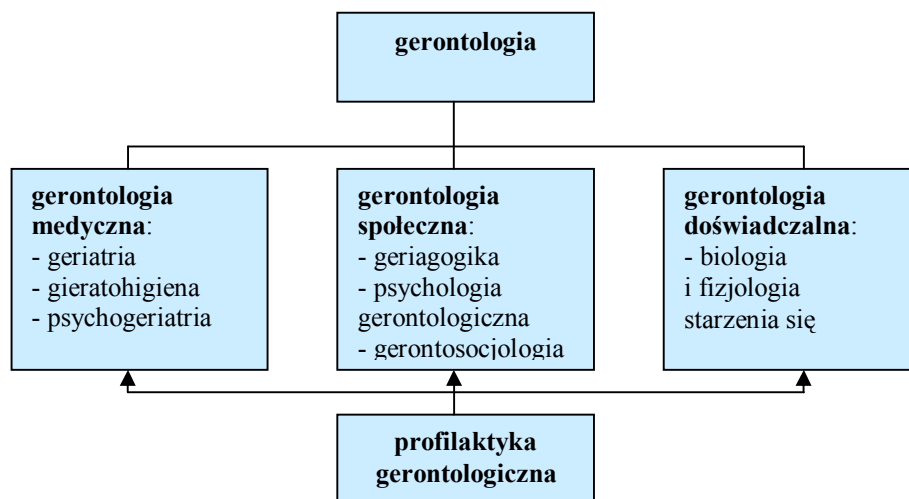 gerontologia
gerontologia
medyczna:
- geriatria
- gieratohigiena
- psychogeriatria
gerontologia
społeczna:
- geriagogika
- psychologia
gerontologiczna
- gerontosocjologia
gerontologia
doświadczalna:
- biologia
i fizjologia
starzenia się
profilaktyka
gerontologiczna